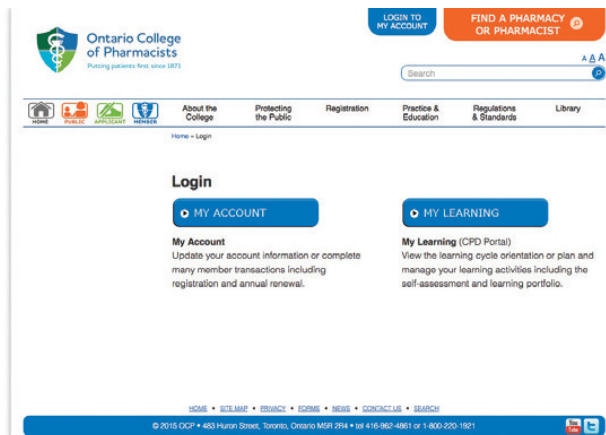 Ontario College
of Pharmacists
Putting patients first since 1871
LOGIN TO
MY ACCOUNT
FIND A PHARMACY
OR PHARMACIST
A A A
Search
HOME
PUBLIC
APPLICANT
MEMBER
About the
College
Protecting
the Public
Registration
Practice &
Education
Regulations
& Standards
Library
Home » Login
Login
MY ACCOUNT
My Account
Update your account information or complete
many member transactions including
registration and annual renewal.
MY LEARNING
My Learning (CPD Portal)
View the learning cycle orientation or plan and
manage your learning activities including the
self-assessment and learning portfolio.
HOME • SITE MAP • PRIVACY • FORMS • NEWS • CONTACT US • SEARCH
© 2015 OCP • 483 Huron Street, Toronto, Ontario M5R 2R4 • tel 416-962-4861 or 1-800-220-1921
You
Tube